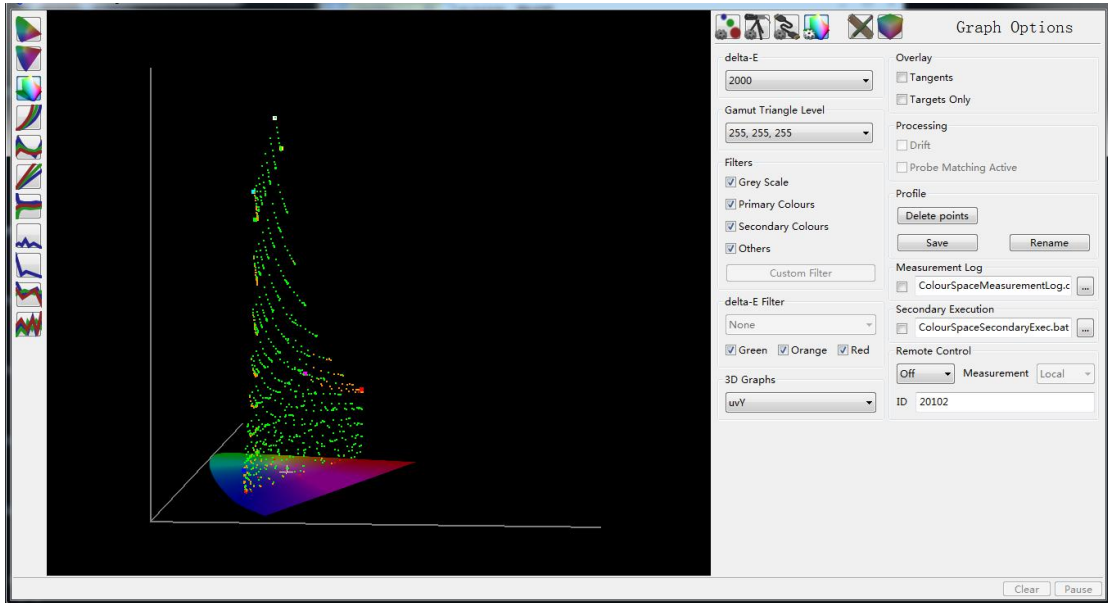 Graph Options
delta-E
2000
Gamut Triangle Level
255, 255, 255
Filters
Grey Scale
Primary Colours
Secondary Colours
Others
Custom Filter
delta-E Filter
None
Green Orange Red
3D Graphs
uvY
Overlay
Tangents
Targets Only
Processing
Drift
Probe Matching Active
Profile
Delete points
Save Rename
Measurement Log
ColourSpaceMeasurementLog.c ...
Secondary Execution
ColourSpaceSecondaryExec.bat ...
Remote Control
Off Measurement Local
ID 20102
Clear Pause